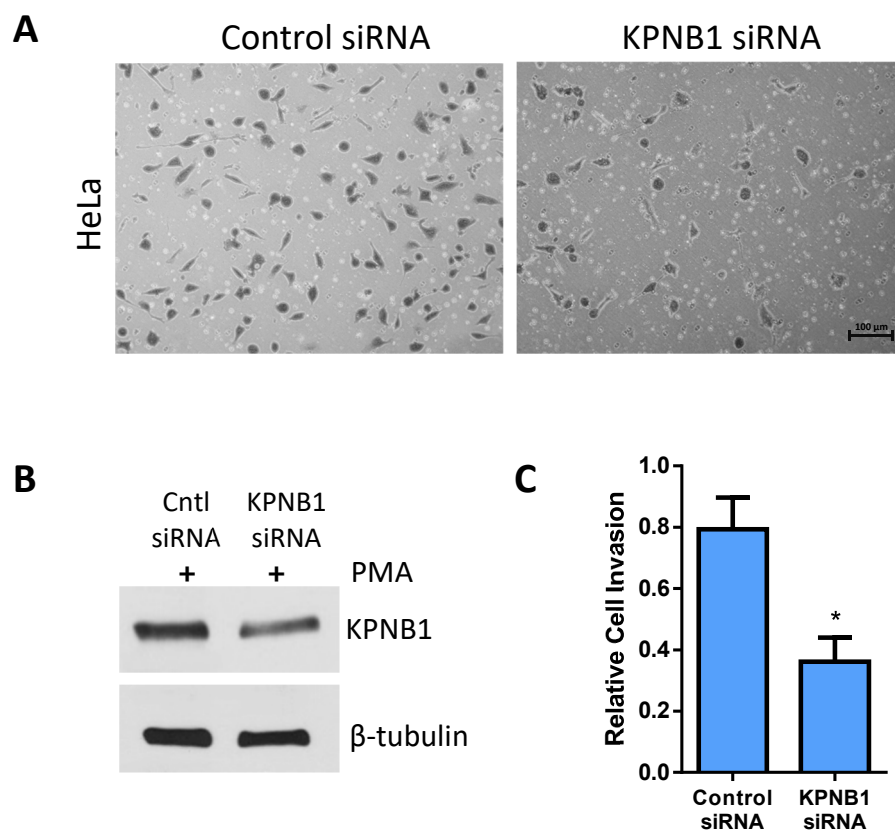 A
Control siRNA
KPNB1 siRNA
HeLa
100 µm
B
Cntl
siRNA
KPNB1
siRNA
+
+
PMA
KPNB1
β-tubulin
C
Relative Cell Invasion
1.0
0.8
0.6
0.4
0.2
0.0
*
Control
siRNA
KPNB1
siRNA